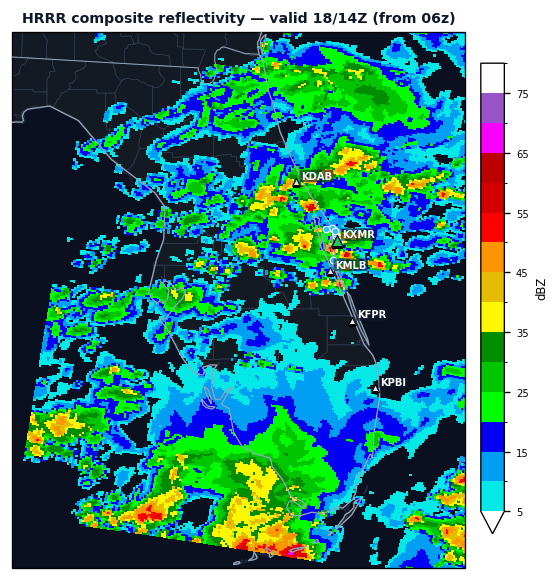 HRRR composite reflectivity — valid 18/14Z (from 06z)
KDAB
KXMR
KMLB
KFPR
KPBI
75
65
55
45
35
25
15
5
dBZ